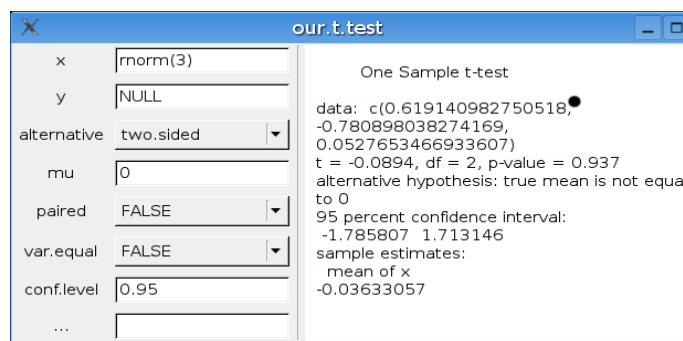 our.t.test
x rnorm(3)
y NULL
alternative two.sided
mu 0
paired FALSE
var.equal FALSE
conf.level 0.95
...
One Sample t-test
data: c(0.619140982750518,
-0.780898038274169,
0.0527653466933607)
t = -0.0894, df = 2, p-value = 0.937
alternative hypothesis: true mean is not equa
to 0
95 percent confidence interval:
-1.785807 1.713146
sample estimates:
mean of x
-0.03633057